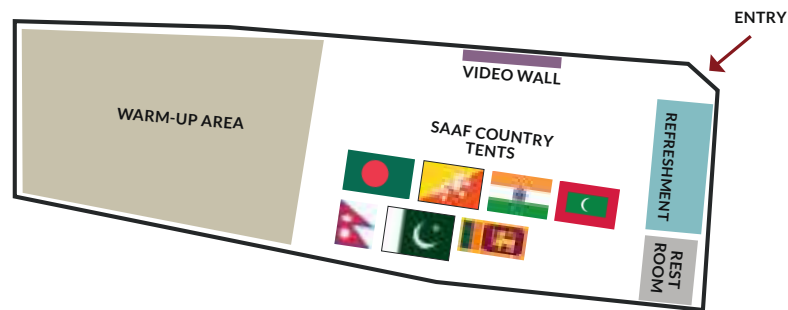 ENTRY
VIDEO WALL
WARM-UP AREA
SAAF COUNTRY
TENTS
REFRESHMENT
REST
ROOM